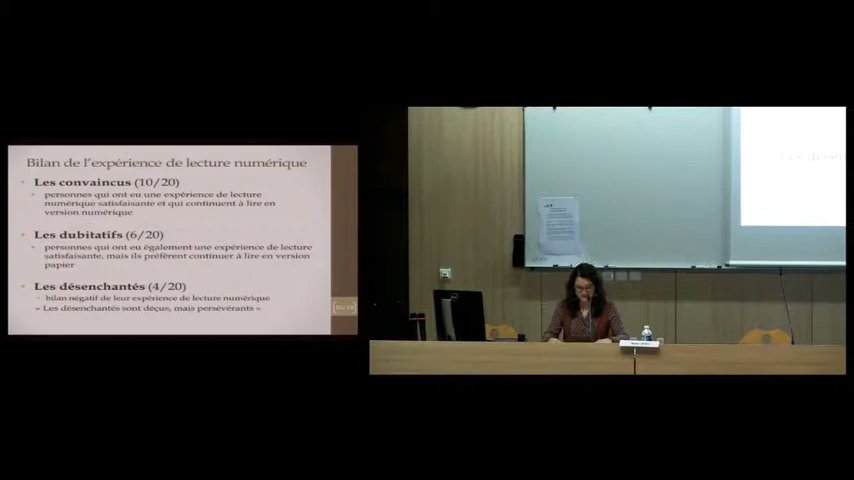 Bilan de l'expérience de lecture numérique
Les convaincus (10/20)
personnes qui ont eu une expérience de lecture
numérique satisfaisante et qui continuent à lire en
version numérique
Les dubitatifs (6/20)
personnes qui ont eu également une expérience de lecture
satisfaisante, mais ils préfèrent continuer à lire en version
papier
Les désenchantés (4/20)
bilan négatif de leur expérience de lecture numérique
« Les désenchantés sont déçus, mais persévérants »